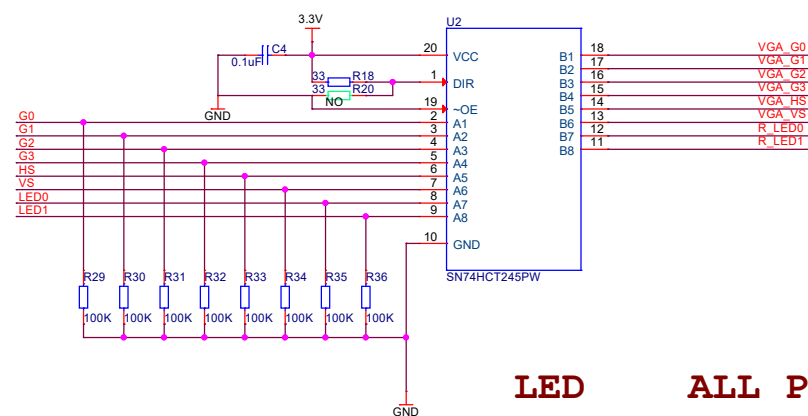 3.3V
U2
C4
0.1uF
20 VCC B1 18 VGA_G0
B2 17 VGA_G1
33 R18 1 DIR B3 16 VGA_G2
33 R20 B4 15 VGA_G3
NO 19 ~OE B5 14 VGA_HS
GND
G0 2 A1 B6 13 VGA_VS
G1 3 A2 B7 12 R_LED0
G2 4 A3 B8 11 R_LED1
G3 5 A4
HS 6 A5
VS 7 A6
LED0 8 A7
LED1 9 A8
10 GND
R29 R30 R31 R32 R33 R34 R35 R36 SN74HCT245PW
100K 100K 100K 100K 100K 100K 100K 100K
LED ALL P
GND